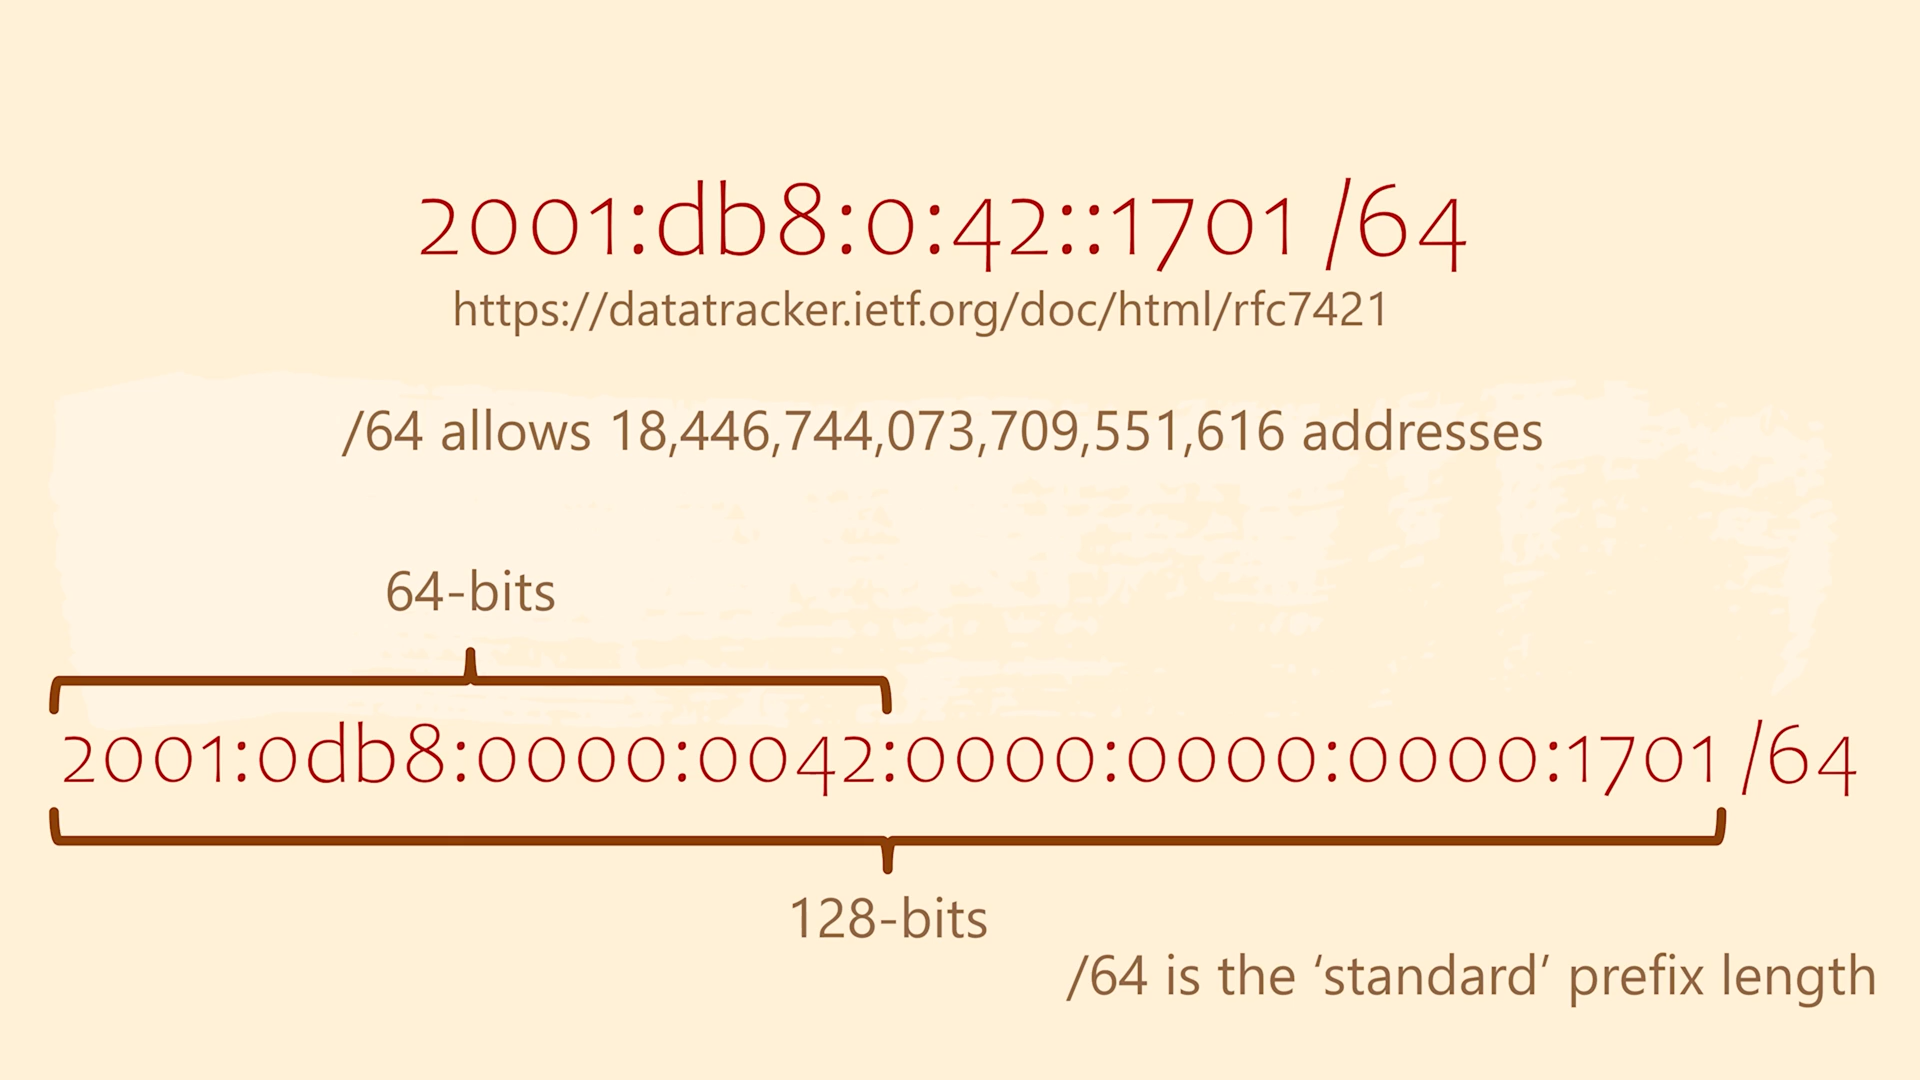 2001:db8:0:42::1701 /64
https://datatracker.ietf.org/doc/html/rfc7421
/64 allows 18,446,744,073,709,551,616 addresses
64-bits
2001:0db8:0000:0042:0000:0000:0000:1701 /64
128-bits
/64 is the ‘standard’ prefix length